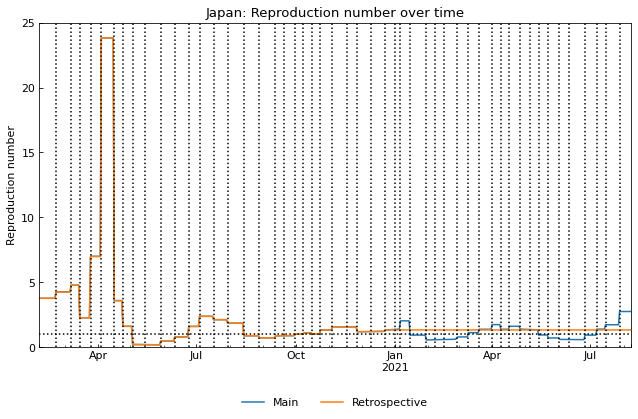 Japan: Reproduction number over time
Reproduction number
25
20
15
10
5
0
Apr Jul Oct Jan Apr Jul
2021
Main Retrospective